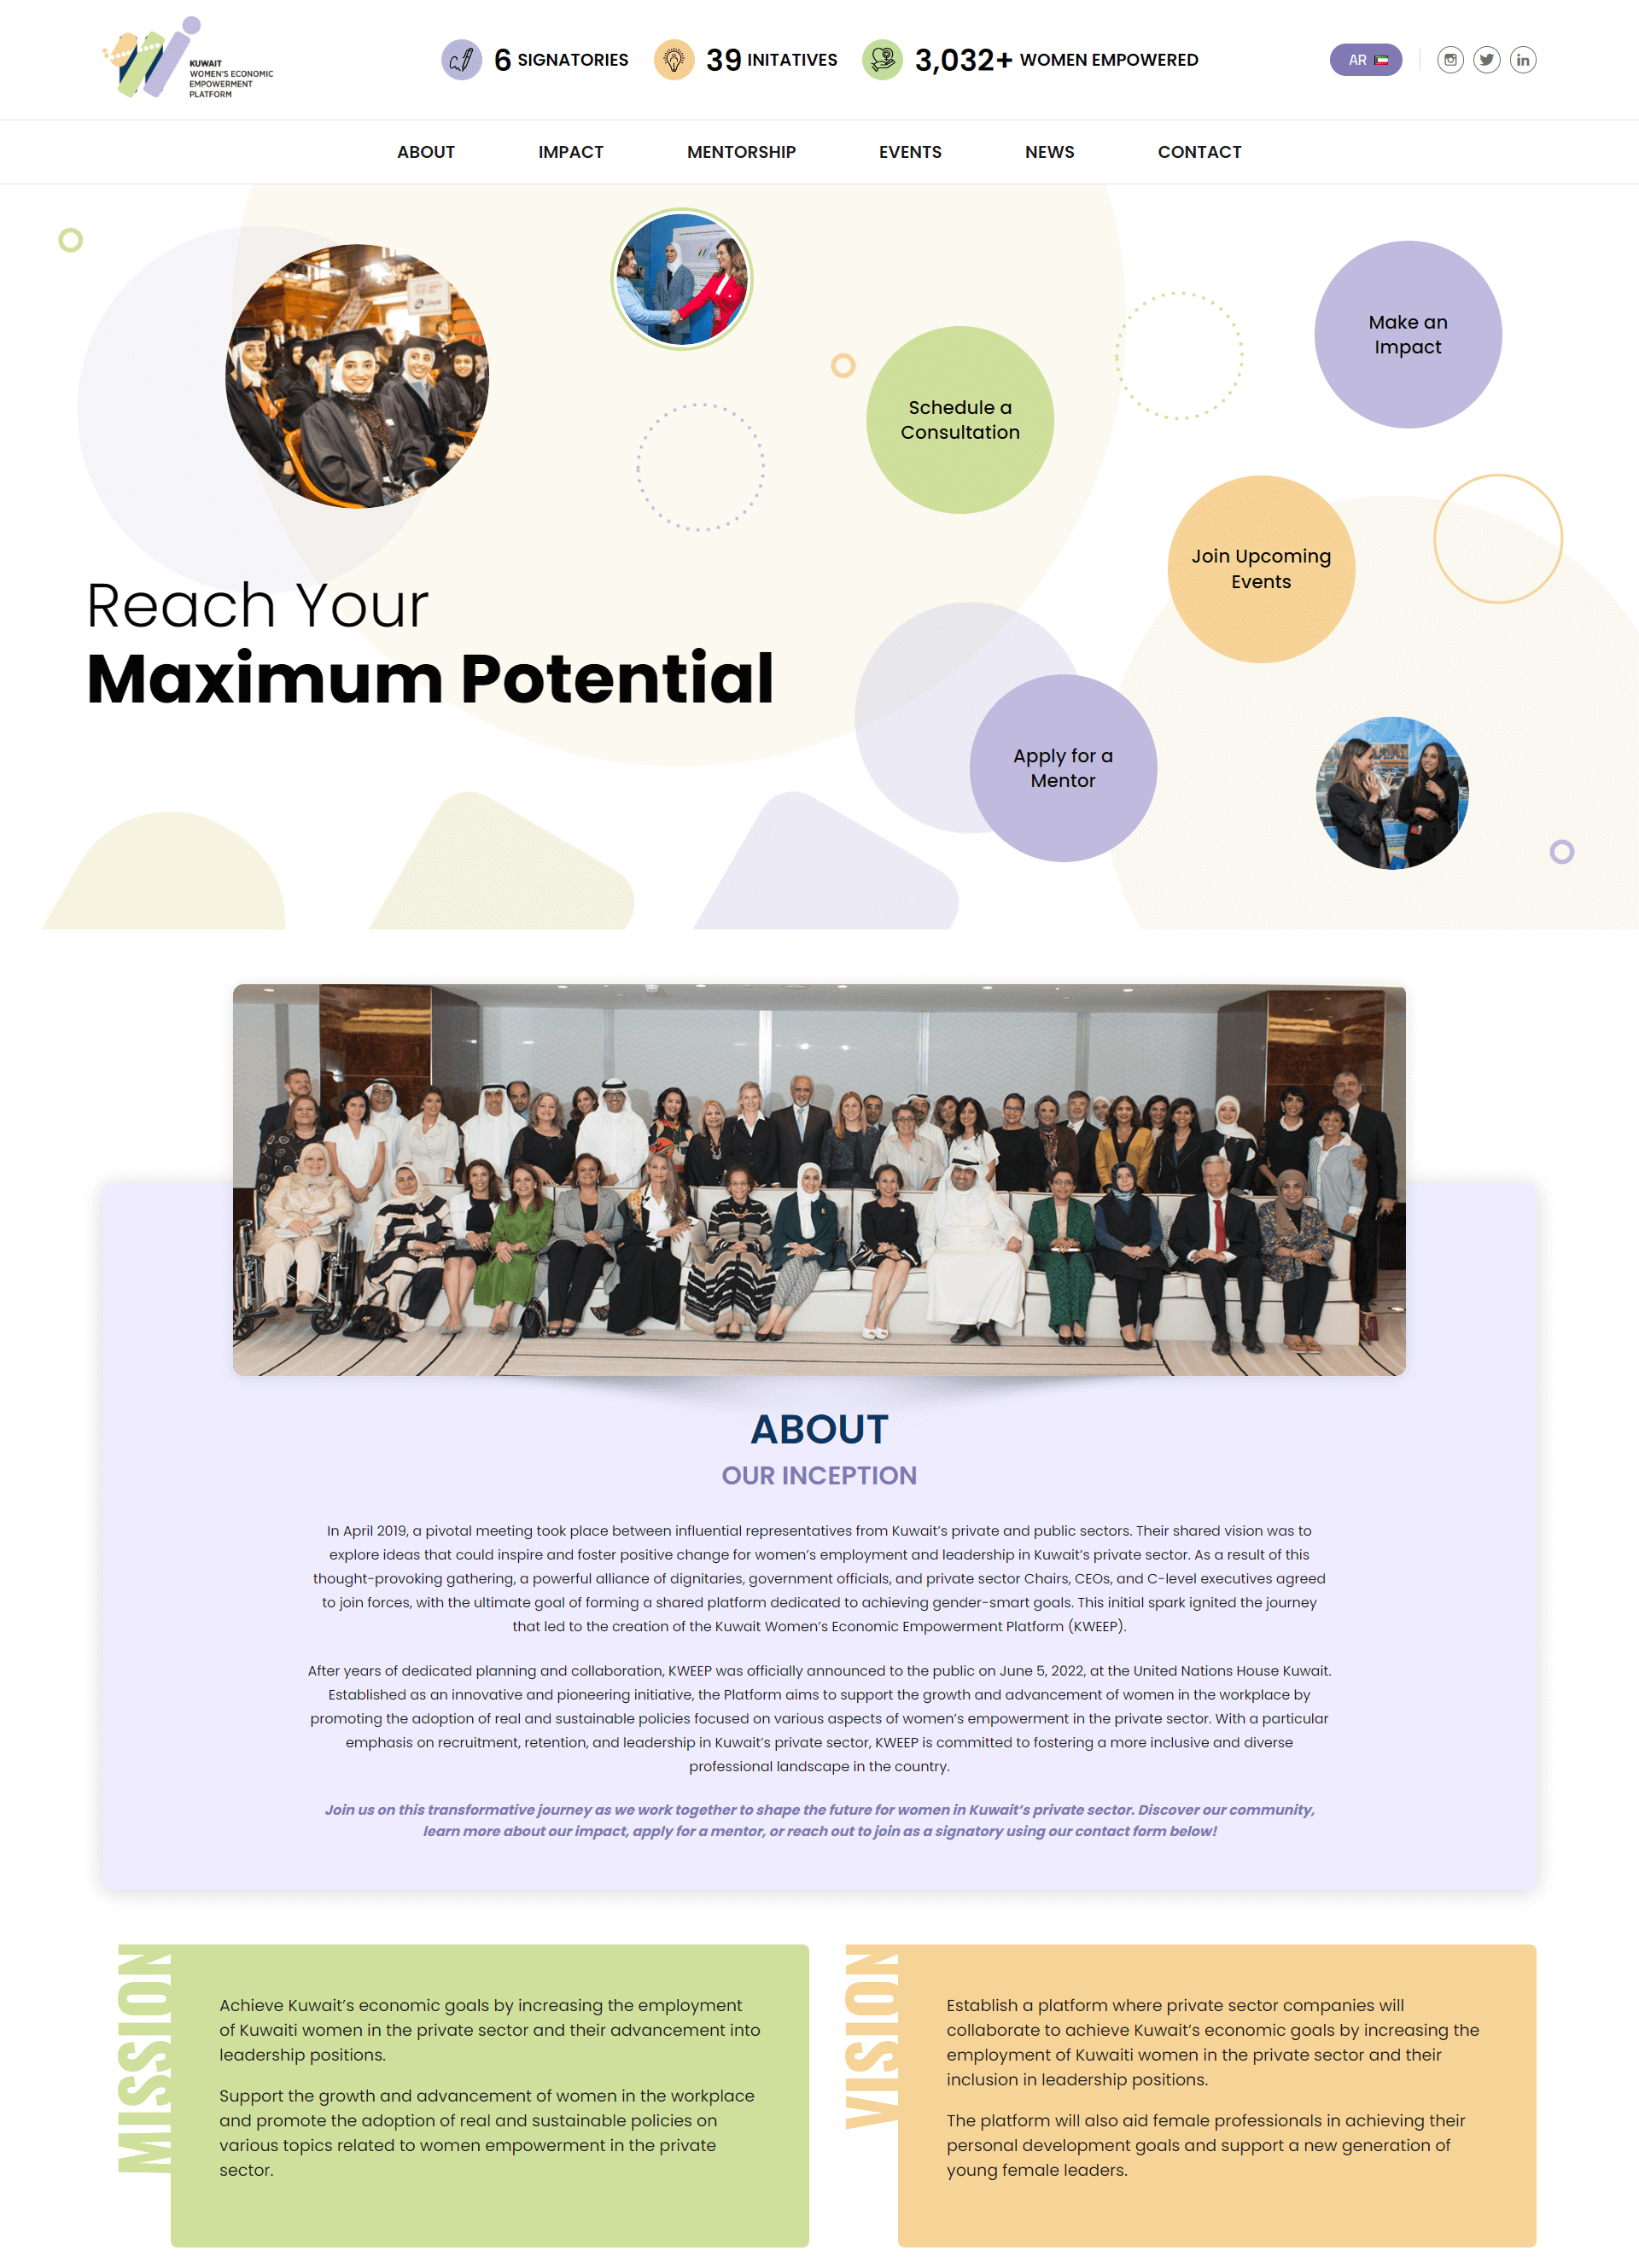 KUWAIT
WOMEN'S ECONOMIC
EMPOWERMENT
PLATFORM
6 SIGNATORIES
39 INITATIVES
3,032+ WOMEN EMPOWERED
AR
ABOUT
IMPACT
MENTORSHIP
EVENTS
NEWS
CONTACT
Make an
Impact
Schedule a
Consultation
Join Upcoming
Events
Reach Your
Maximum Potential
Apply for a
Mentor
ABOUT
OUR INCEPTION
In April 2019, a pivotal meeting took place between influential representatives from Kuwait’s private and public sectors. Their shared vision was to
explore ideas that could inspire and foster positive change for women’s employment and leadership in Kuwait’s private sector. As a result of this
thought-provoking gathering, a powerful alliance of dignitaries, government officials, and private sector Chairs, CEOs, and C-level executives agreed
to join forces, with the ultimate goal of forming a shared platform dedicated to achieving gender-smart goals. This initial spark ignited the journey
that led to the creation of the Kuwait Women’s Economic Empowerment Platform (KWEEP).
After years of dedicated planning and collaboration, KWEEP was officially announced to the public on June 5, 2022, at the United Nations House Kuwait.
Established as an innovative and pioneering initiative, the Platform aims to support the growth and advancement of women in the workplace by
promoting the adoption of real and sustainable policies focused on various aspects of women’s empowerment in the private sector. With a particular
emphasis on recruitment, retention, and leadership in Kuwait’s private sector, KWEEP is committed to fostering a more inclusive and diverse
professional landscape in the country.
Join us on this transformative journey as we work together to shape the future for women in Kuwait’s private sector. Discover our community,
learn more about our impact, apply for a mentor, or reach out to join as a signatory using our contact form below!
MISSION
Achieve Kuwait’s economic goals by increasing the employment
of Kuwaiti women in the private sector and their advancement into
leadership positions.
Support the growth and advancement of women in the workplace
and promote the adoption of real and sustainable policies on
various topics related to women empowerment in the private
sector.
VISION
Establish a platform where private sector companies will
collaborate to achieve Kuwait’s economic goals by increasing the
employment of Kuwaiti women in the private sector and their
inclusion in leadership positions.
The platform will also aid female professionals in achieving their
personal development goals and support a new generation of
young female leaders.